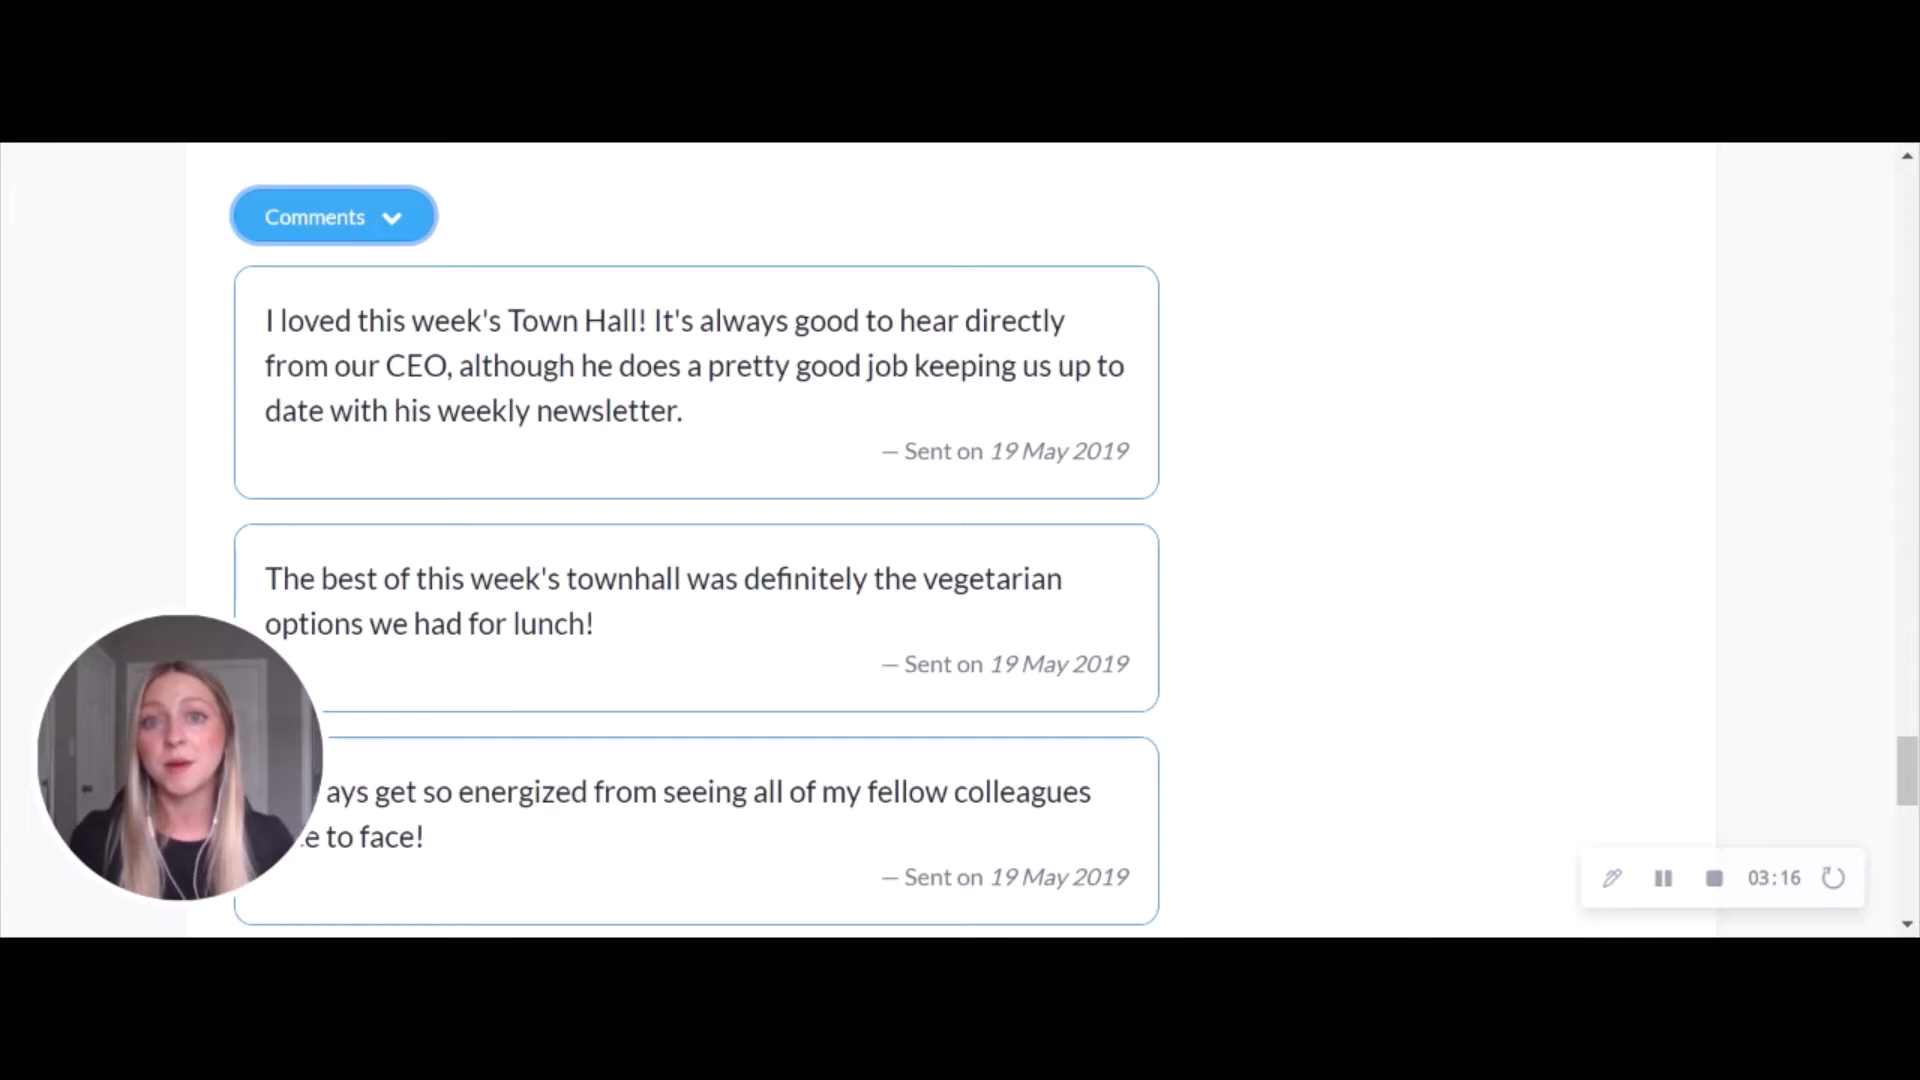 Comments
I loved this week's Town Hall! It's always good to hear directly
from our CEO, although he does a pretty good job keeping us up to
date with his weekly newsletter.
— Sent on 19 May 2019
The best of this week's townhall was definitely the vegetarian
options we had for lunch!
— Sent on 19 May 2019
get so energized from seeing all of my fellow colleagues
to face!
— Sent on 19 May 2019
03:16